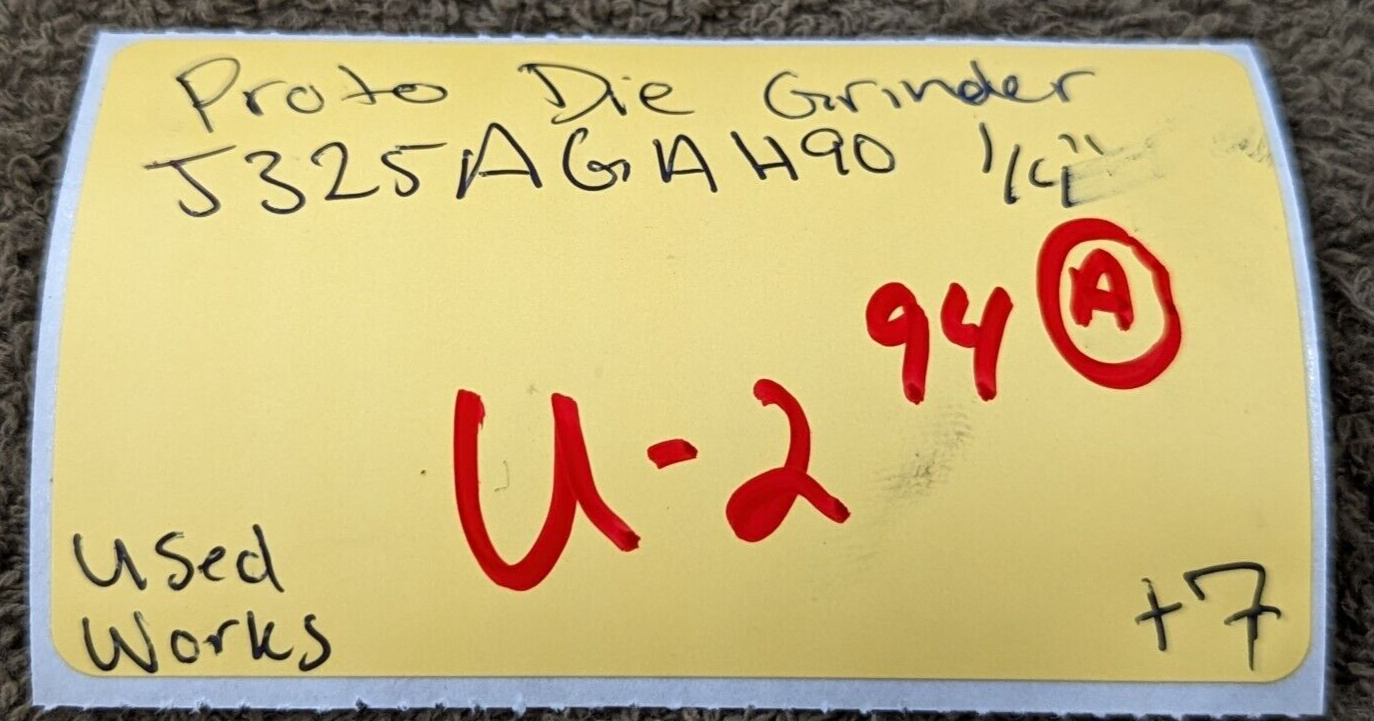 Proto Die Grinder
J325AGAH90 1/4"
94 A
U-2
Used
Works
+7